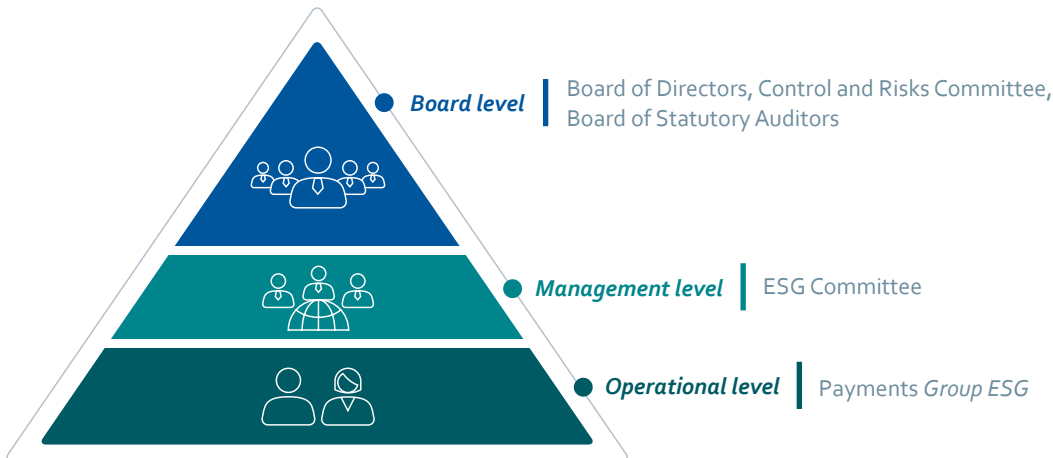 Board level
Board of Directors, Control and Risks Committee,
Board of Statutory Auditors
Management level
ESG Committee
Operational level
Payments Group ESG